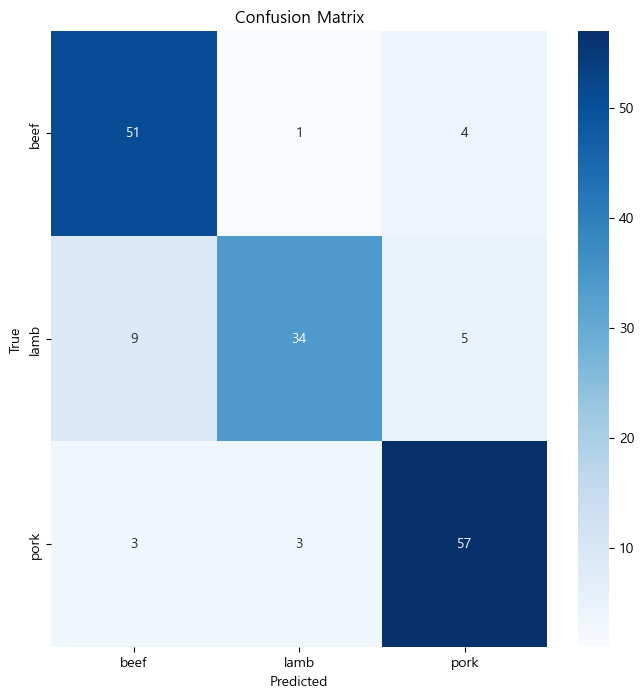 Confusion Matrix
True
beef
51
1
4
lamb
9
34
5
pork
3
3
57
beef
lamb
pork
Predicted
50
40
30
20
10